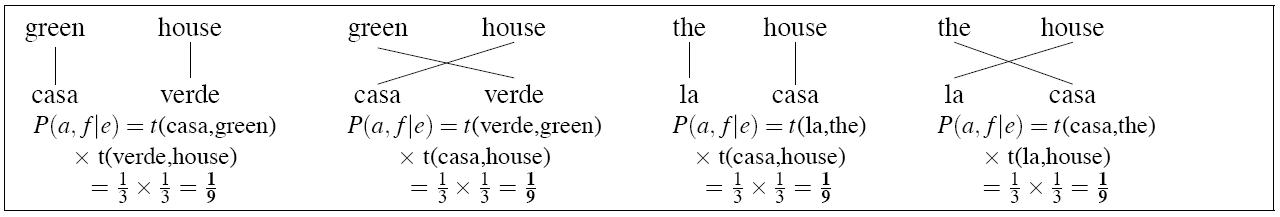 green house green house the house the house
casa verde casa verde la casa la casa
P(a, f|e) = t(casa,green) P(a, f|e) = t(verde,green) P(a, f|e) = t(la,the) P(a, f|e) = t(casa,the)
× t(verde,house) × t(casa,house) × t(casa,house) × t(la,house)
= 1/3 × 1/3 = 1/9 = 1/3 × 1/3 = 1/9 = 1/3 × 1/3 = 1/9 = 1/3 × 1/3 = 1/9